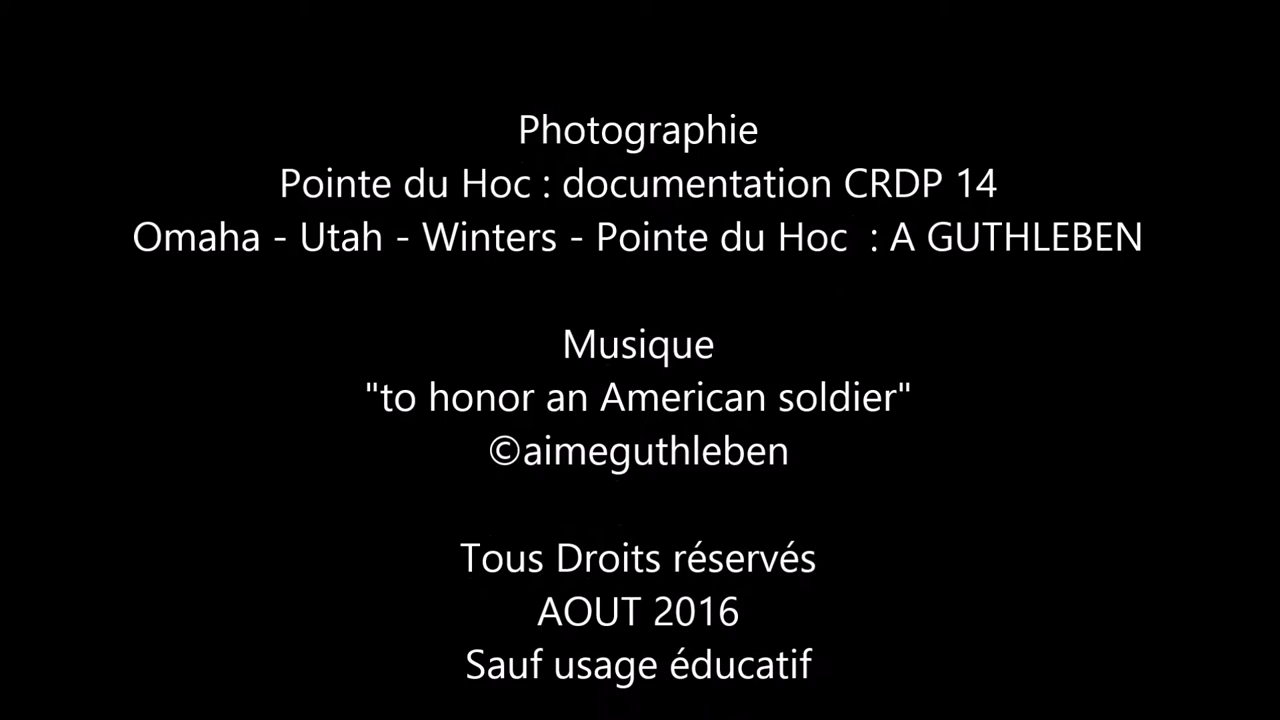 Photographie
Pointe du Hoc : documentation CRDP 14
Omaha - Utah - Winters - Pointe du Hoc  : A GUTHLEBEN
Musique
"to honor an American soldier"
©aimeguthleben
Tous Droits réservés
AOUT 2016
Sauf usage éducatif